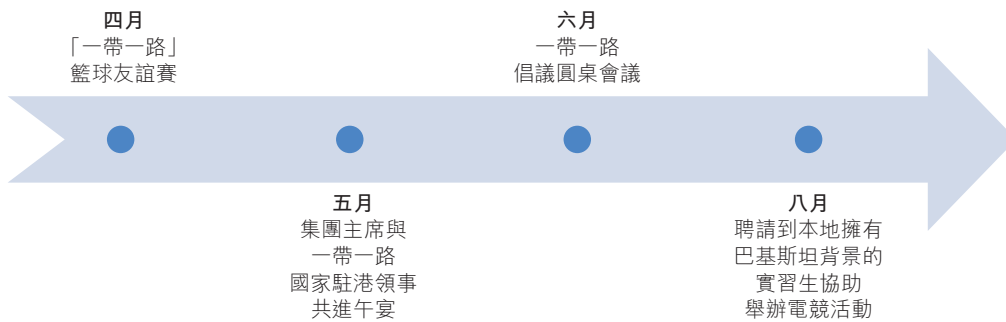 四月
「一帶一路」
籃球友誼賽
五月
集團主席與
一帶一路
國家駐港領事
共進午宴
六月
一帶一路
倡議圓桌會議
八月
聘請到本地擁有
巴基斯坦背景的
實習生協助
舉辦電競活動